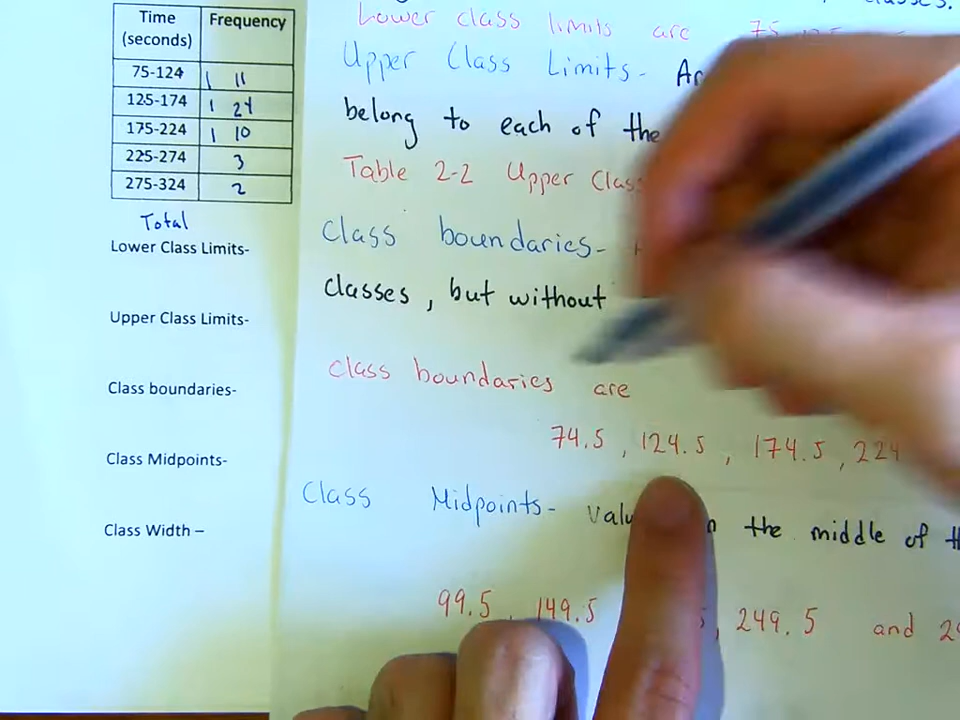 Time (seconds) Frequency
75-124 1 11
125-174 1 24
175-224 1 10
225-274 3
275-324 2
Total
Lower Class Limits-
Upper Class Limits-
Class boundaries-
Class Midpoints-
Class Width –
classes.
Lower class limits are 75
Upper Class Limits-
belong to each of the
Table 2-2 Upper Class
Class boundaries-
classes, but without
class boundaries are
74.5, 124.5, 174.5, 224
Class Midpoints- the middle of
99.5, 149.5 249.5 and